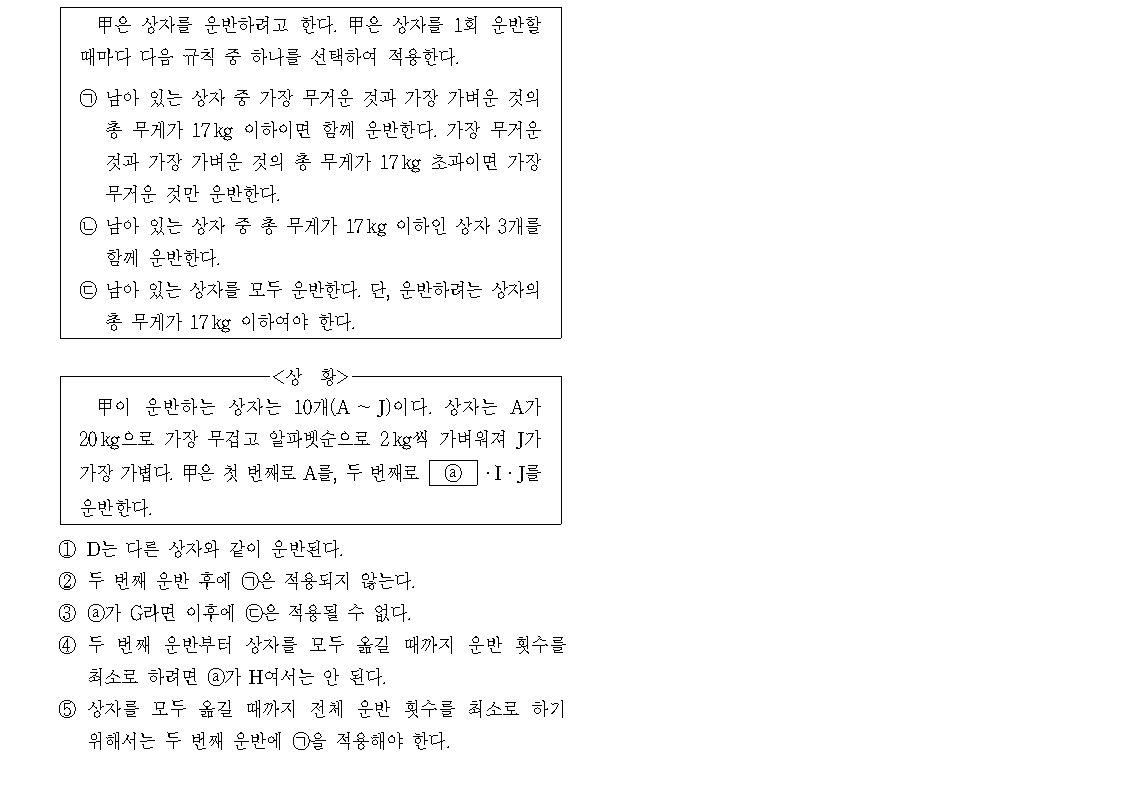 甲은 상자를 운반하려고 한다. 甲은 상자를 1회 운반할
때마다 다음 규칙 중 하나를 선택하여 적용한다.
㉠ 남아 있는 상자 중 가장 무거운 것과 가장 가벼운 것의
총 무게가 17kg 이하이면 함께 운반한다. 가장 무거운
것과 가장 가벼운 것의 총 무게가 17kg 초과이면 가장
무거운 것만 운반한다.
㉡ 남아 있는 상자 중 총 무게가 17kg 이하인 상자 3개를
함께 운반한다.
㉢ 남아 있는 상자를 모두 운반한다. 단, 운반하려는 상자의
총 무게가 17kg 이하여야 한다.
<상 황>
甲이 운반하는 상자는 10개(A ~ J)이다. 상자는 A가
20kg으로 가장 무겁고 알파벳순으로 2kg씩 가벼워져 J가
가장 가볍다. 甲은 첫 번째로 A를, 두 번째로 ⓐ ·I·J를
운반한다.
① D는 다른 상자와 같이 운반된다.
② 두 번째 운반 후에 ㉠은 적용되지 않는다.
③ ⓐ가 G라면 이후에 ㉢은 적용될 수 없다.
④ 두 번째 운반부터 상자를 모두 옮길 때까지 운반 횟수를
최소로 하려면 ⓐ가 H여서는 안 된다.
⑤ 상자를 모두 옮길 때까지 전체 운반 횟수를 최소로 하기
위해서는 두 번째 운반에 ㉠을 적용해야 한다.